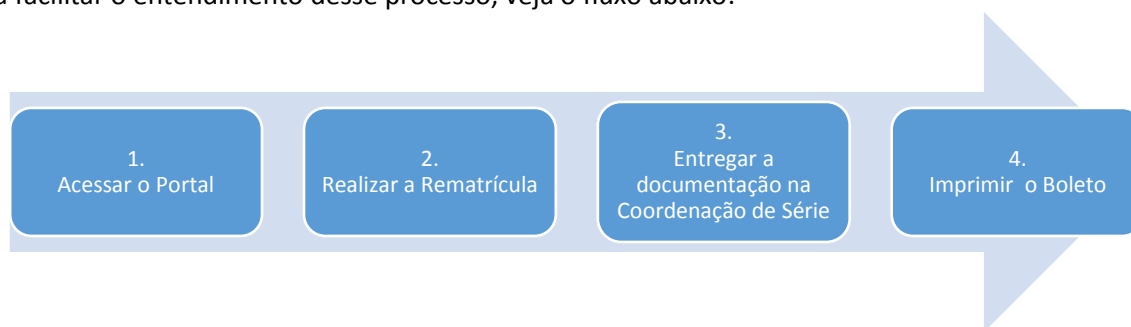 facilitar o entendimento desse processo, veja o fluxo abaixo:
1.
Acessar o Portal
2.
Realizar a Rematrícula
3.
Entregar a
documentação na
Coordenação de Série
4.
Imprimir o Boleto